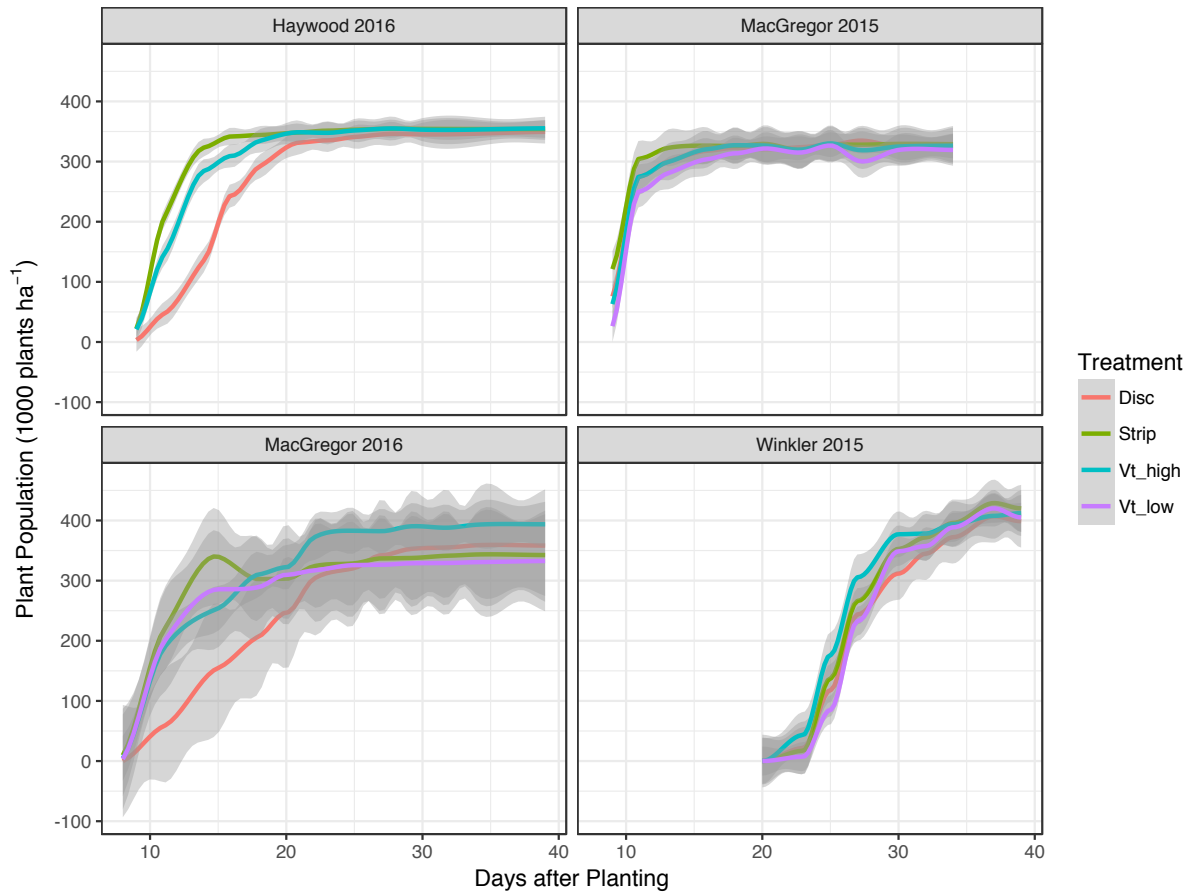 Haywood 2016
MacGregor 2015
400
300
200
100
0
-100
MacGregor 2016
Winkler 2015
400
300
200
100
0
-100
10 20 30 40
10 20 30 40
Days after Planting
Plant Population (1000 plants ha⁻¹)
Treatment
Disc
Strip
Vt_high
Vt_low